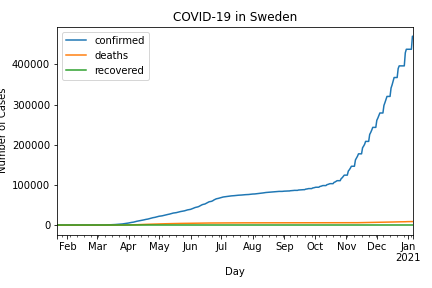 COVID-19 in Sweden
confirmed
deaths
recovered
400000
300000
200000
100000
0
Number of Cases
Feb Mar Apr May Jun Jul Aug Sep Oct Nov Dec Jan
2021
Day